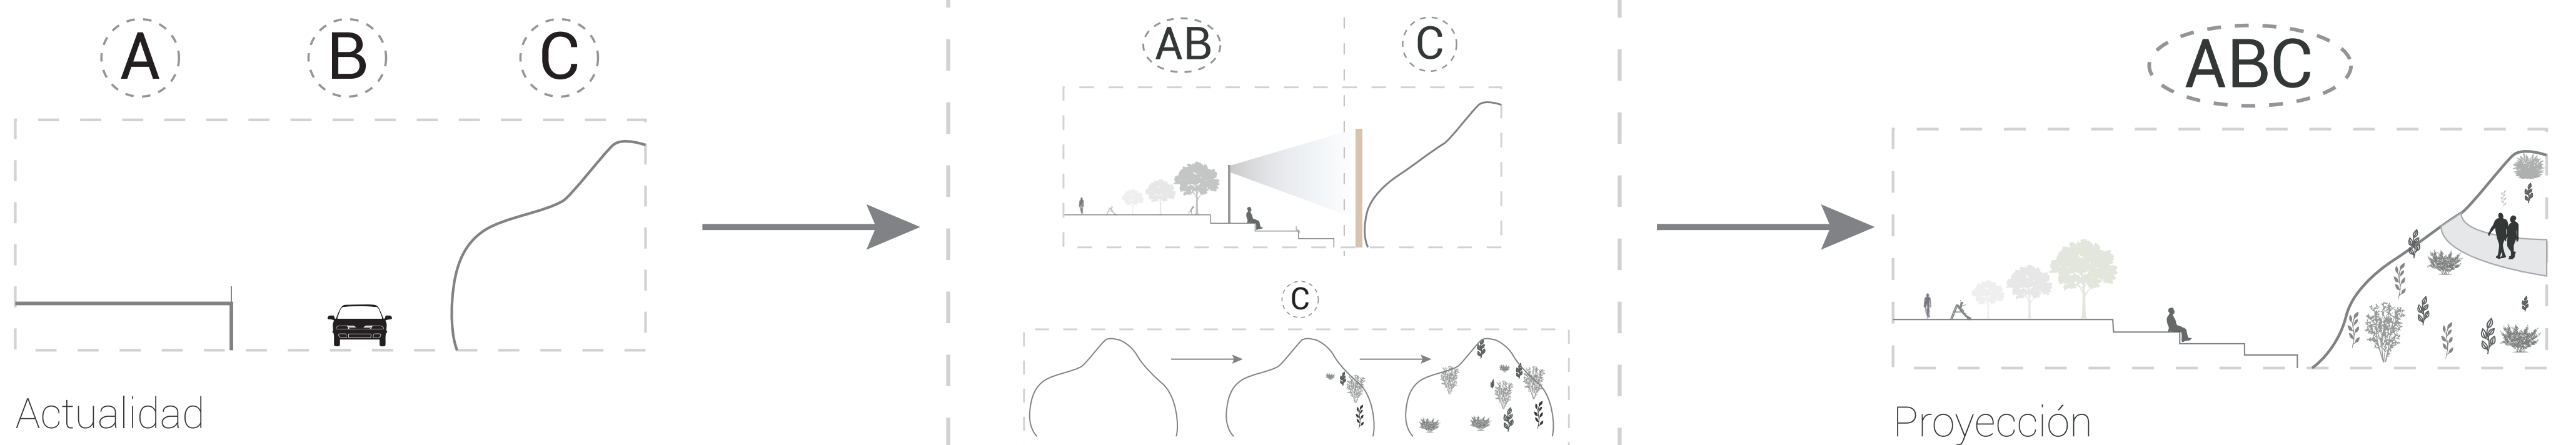 A B C
Actualidad
AB C
C
ABC
Proyección